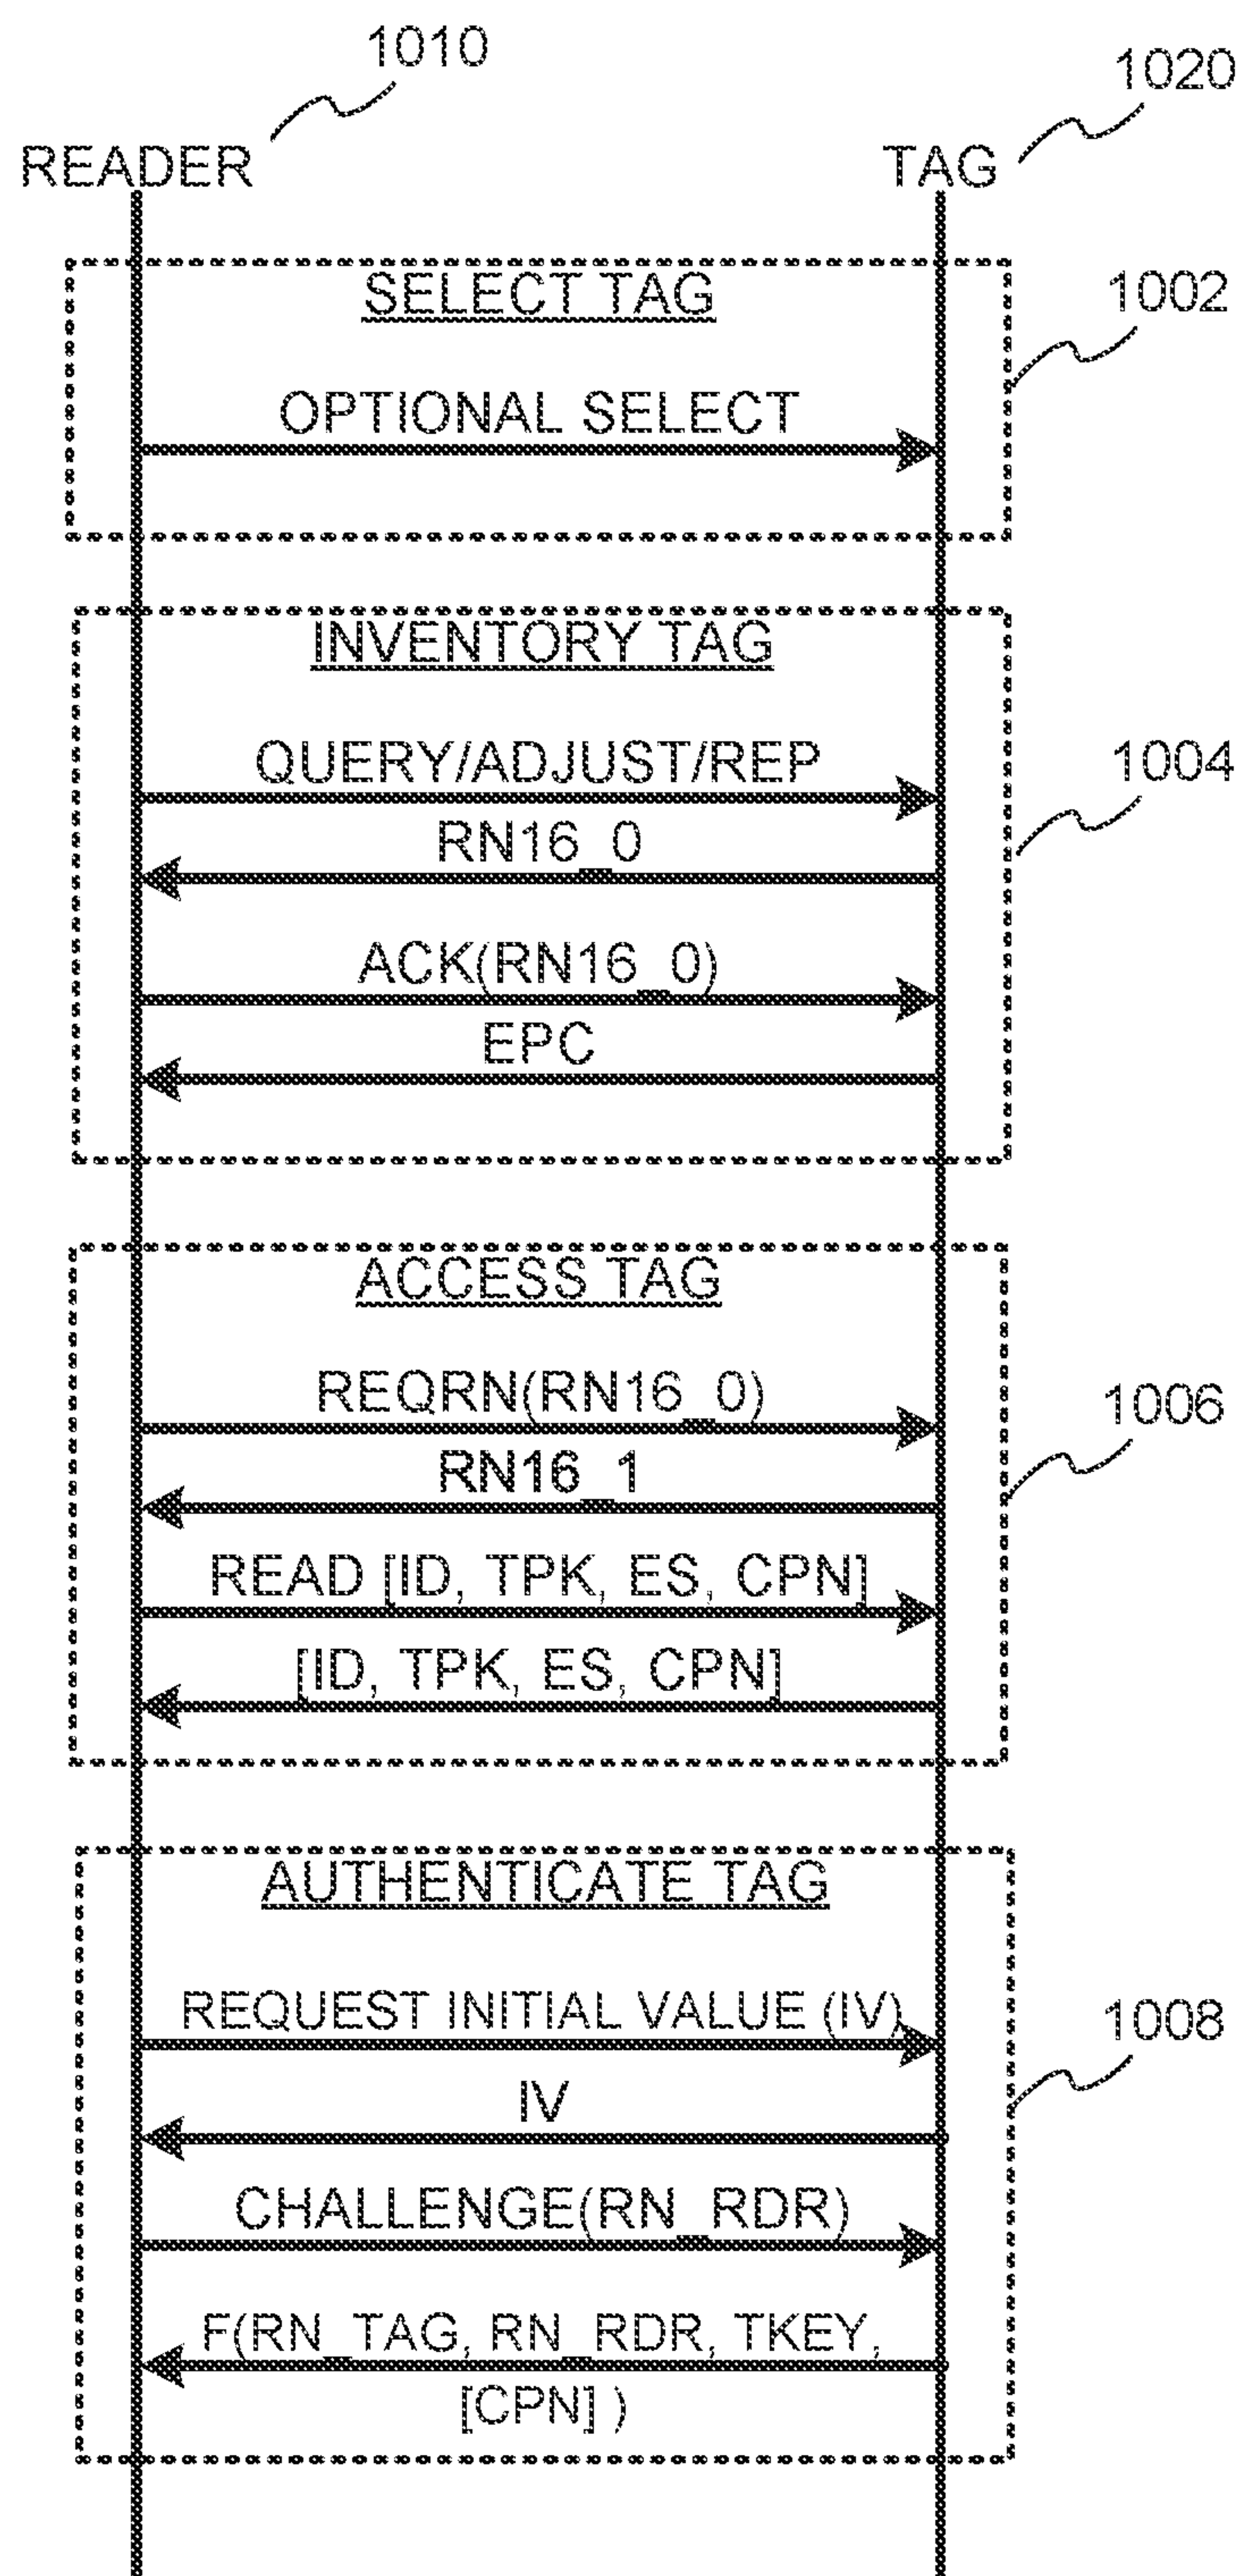 1010
1020
READER
TAG
SELECT TAG
1002
OPTIONAL SELECT
INVENTORY TAG
QUERY/ADJUST/REP
1004
RN16_0
ACK(RN16_0)
EPC
ACCESS TAG
REQRN(RN16_0)
1006
RN16_1
READ [ID, TPK, ES, CPN]
[ID, TPK, ES, CPN]
AUTHENTICATE TAG
REQUEST INITIAL VALUE (IV)
1008
IV
CHALLENGE(RN_RDR)
F(RN_TAG, RN_RDR, TKEY,
[CPN] )